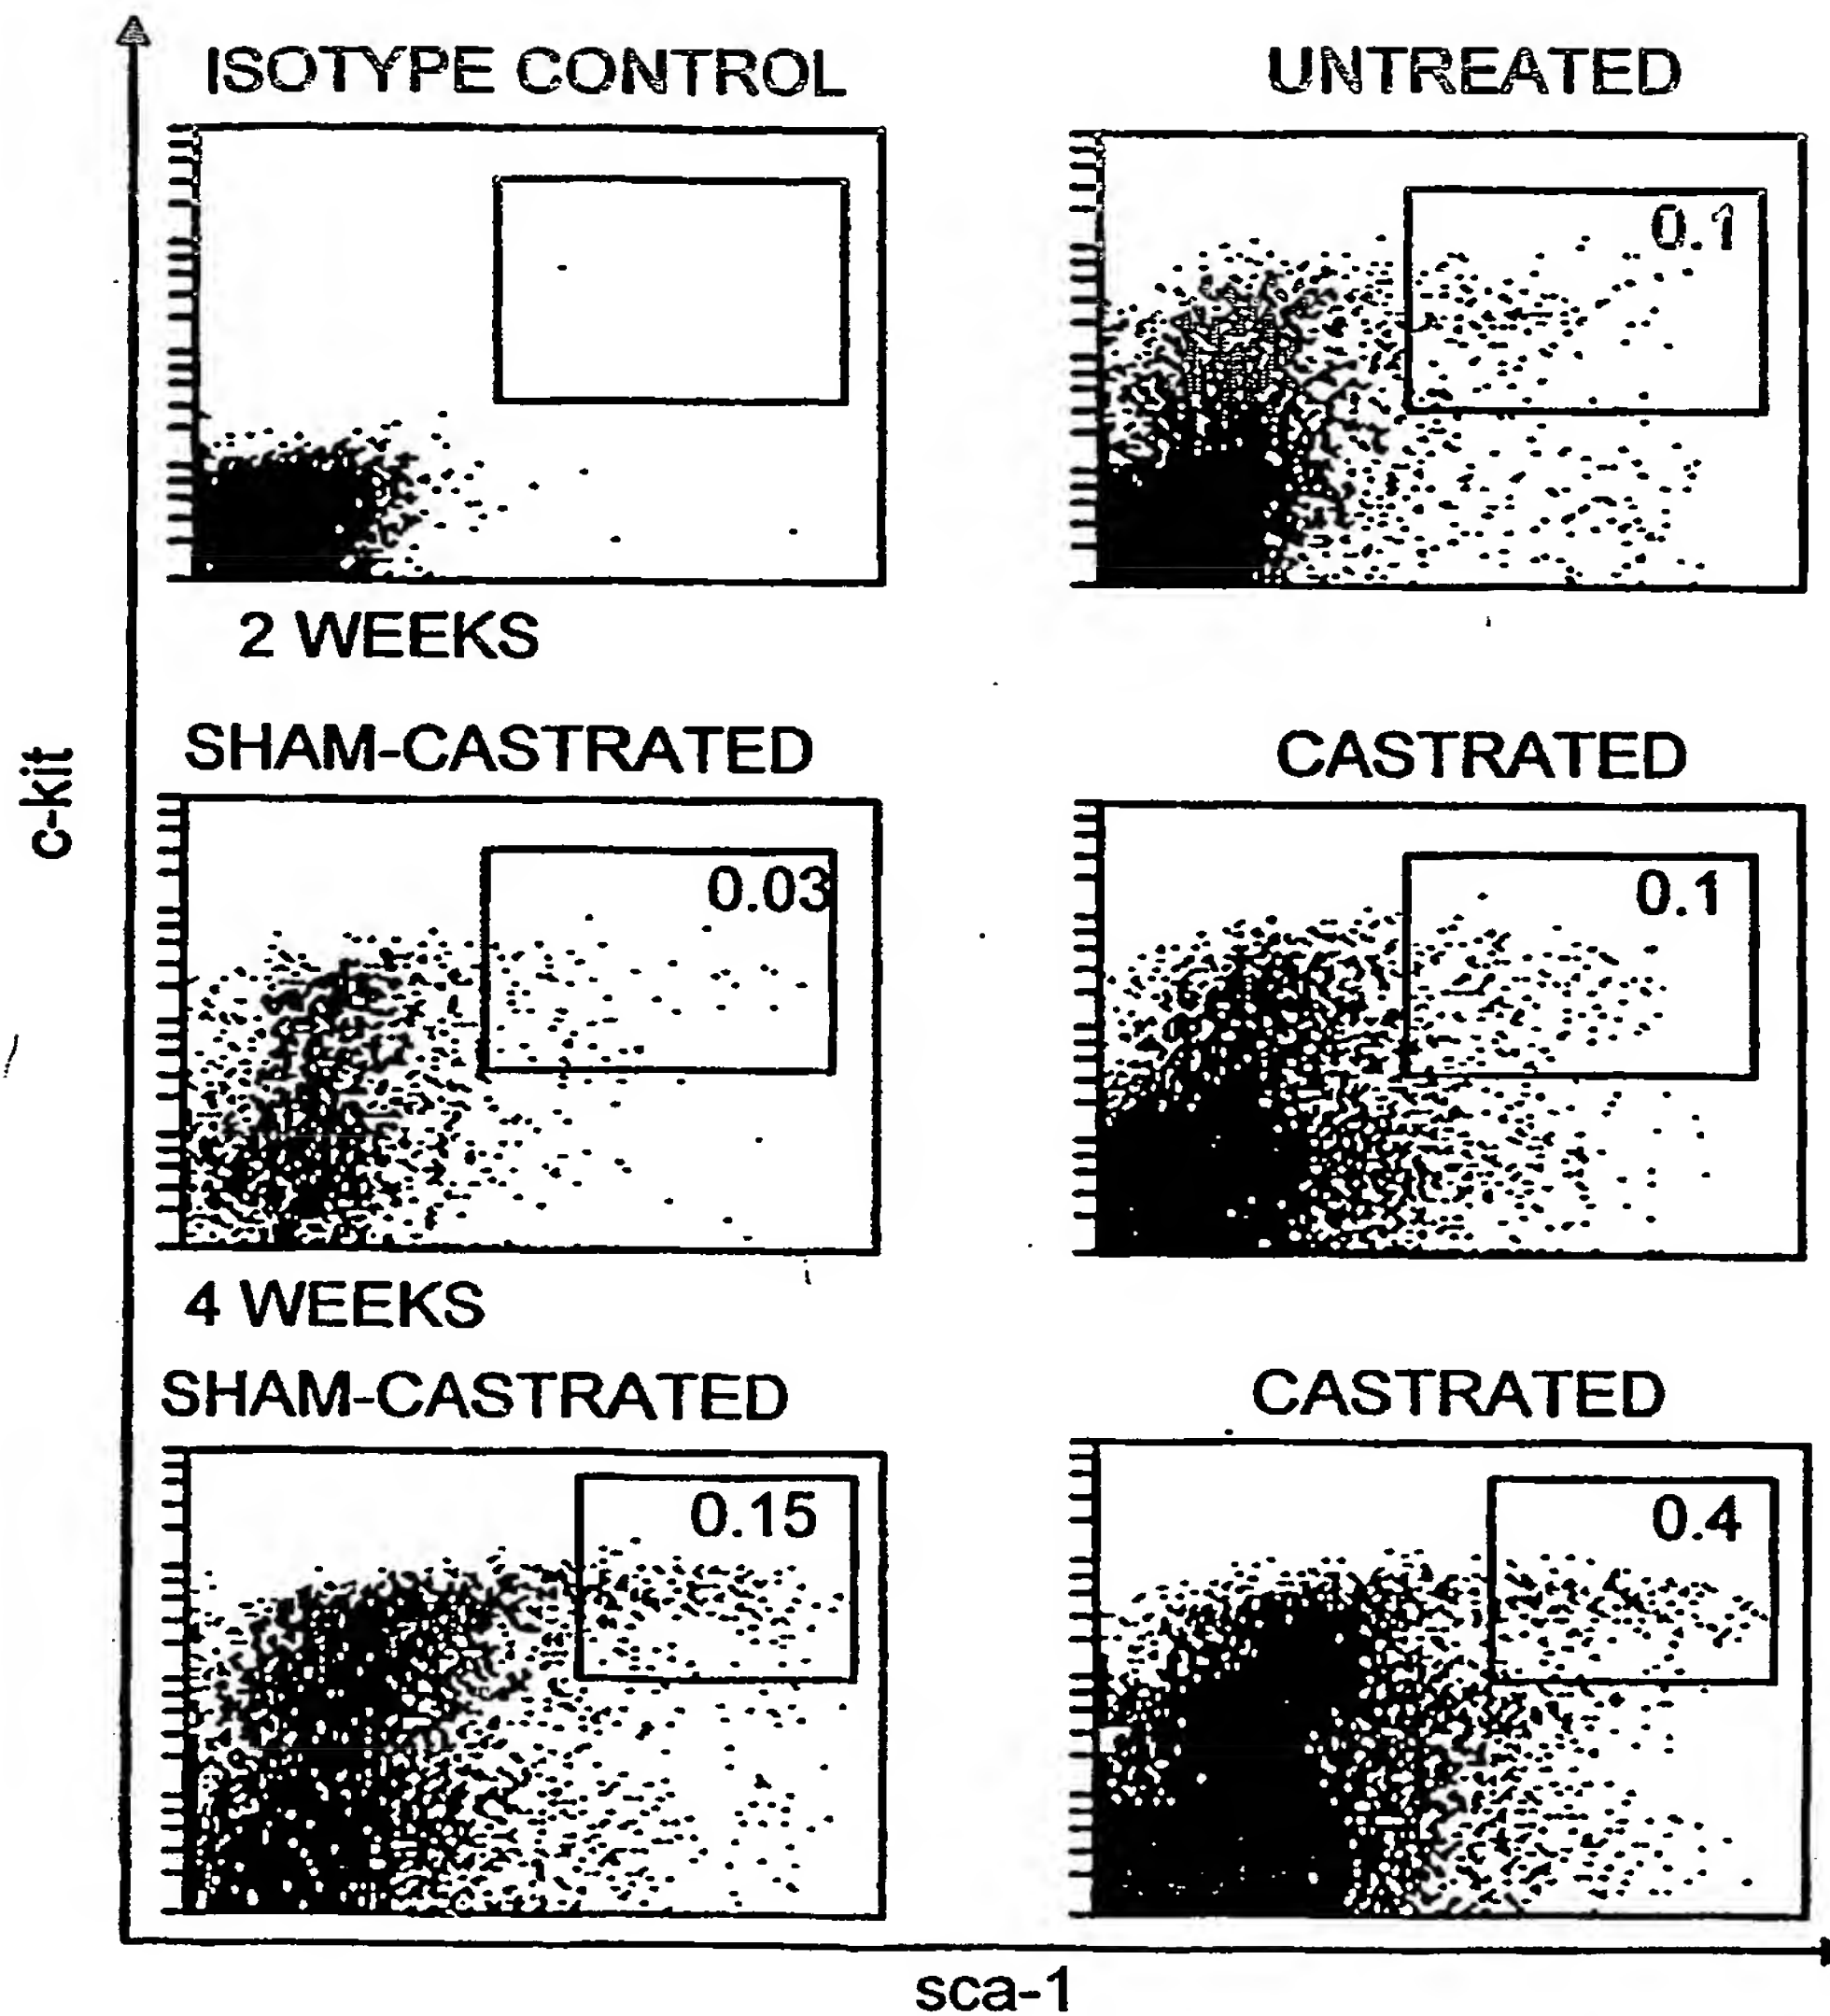 ISOTYPE CONTROL
UNTREATED
0.1
2 WEEKS
SHAM-CASTRATED
CASTRATED
0.03
0.1
c-kit
4 WEEKS
SHAM-CASTRATED
CASTRATED
0.15
0.4
sca-1